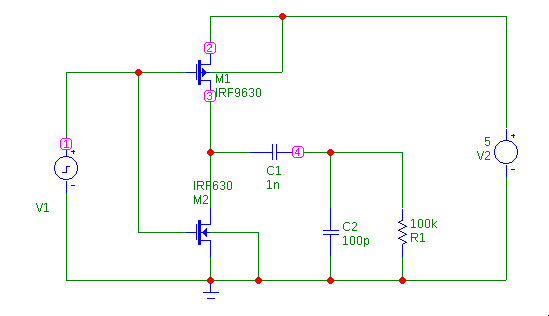 2
M1
IRF9630
3
1
+
-
V1
4
C1
1n
5
V2
+
-
IRF630
M2
C2
100p
100k
R1